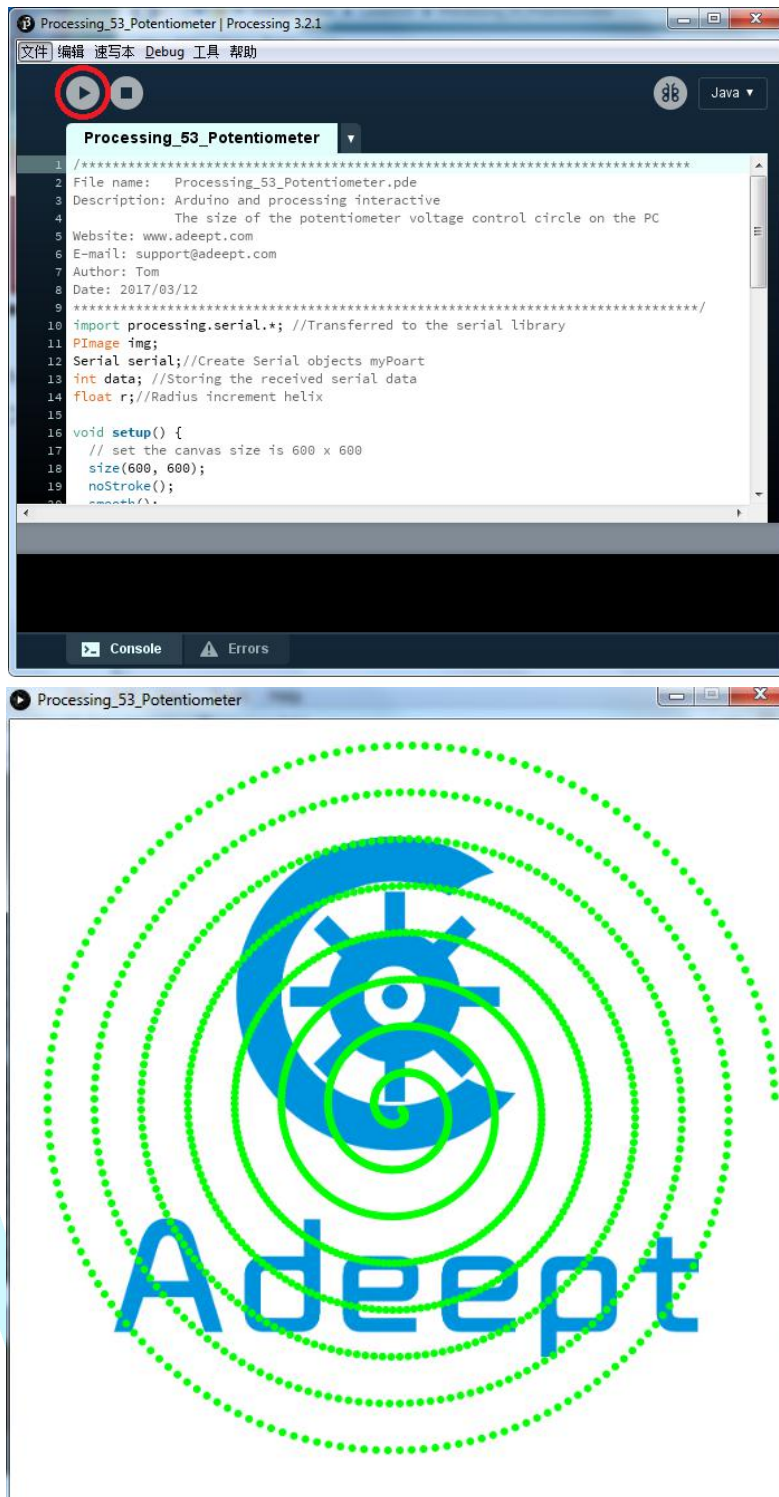 Processing_53_Potentiometer | Processing 3.2.1
文件 编辑 速写本 Debug 工具 帮助
Java ▾
Processing_53_Potentiometer ▾
1 /******************************************************************************
2 File name: Processing_53_Potentiometer.pde
3 Description: Arduino and processing interactive
4 The size of the potentiometer voltage control circle on the PC
5 Website: www.adeept.com
6 E-mail: support@adeept.com
7 Author: Tom
8 Date: 2017/03/12
9 ********************************************************************************/
10 import processing.serial.*; //Transferred to the serial library
11 PImage img;
12 Serial serial;//Create Serial objects myPoart
13 int data; //Storing the received serial data
14 float r;//Radius increment helix
15
16 void setup() {
17 // set the canvas size is 600 x 600
18 size(600, 600);
19 noStroke();
20 smooth();
Console
Errors
Processing_53_Potentiometer
Adeept